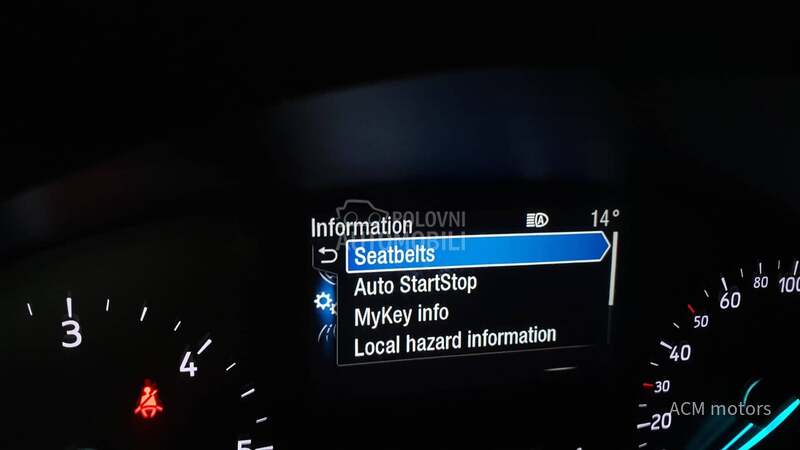 Information
14°
POLOVNI
AUTOMOBILI
Seatbelts
Auto StartStop
MyKey info
Local hazard information
3
4
5
20
30
40
50
60
80
100
ACM motors